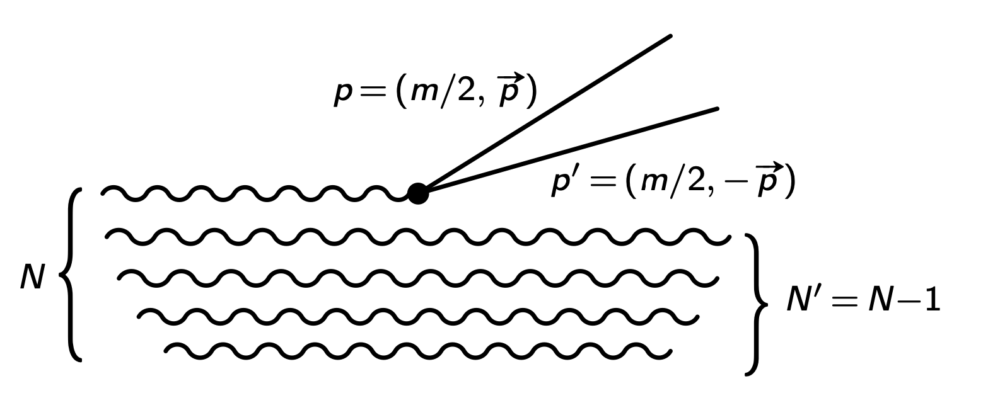 p = (m/2, p⃗)
p′ = (m/2, −p⃗)
N
N′ = N−1